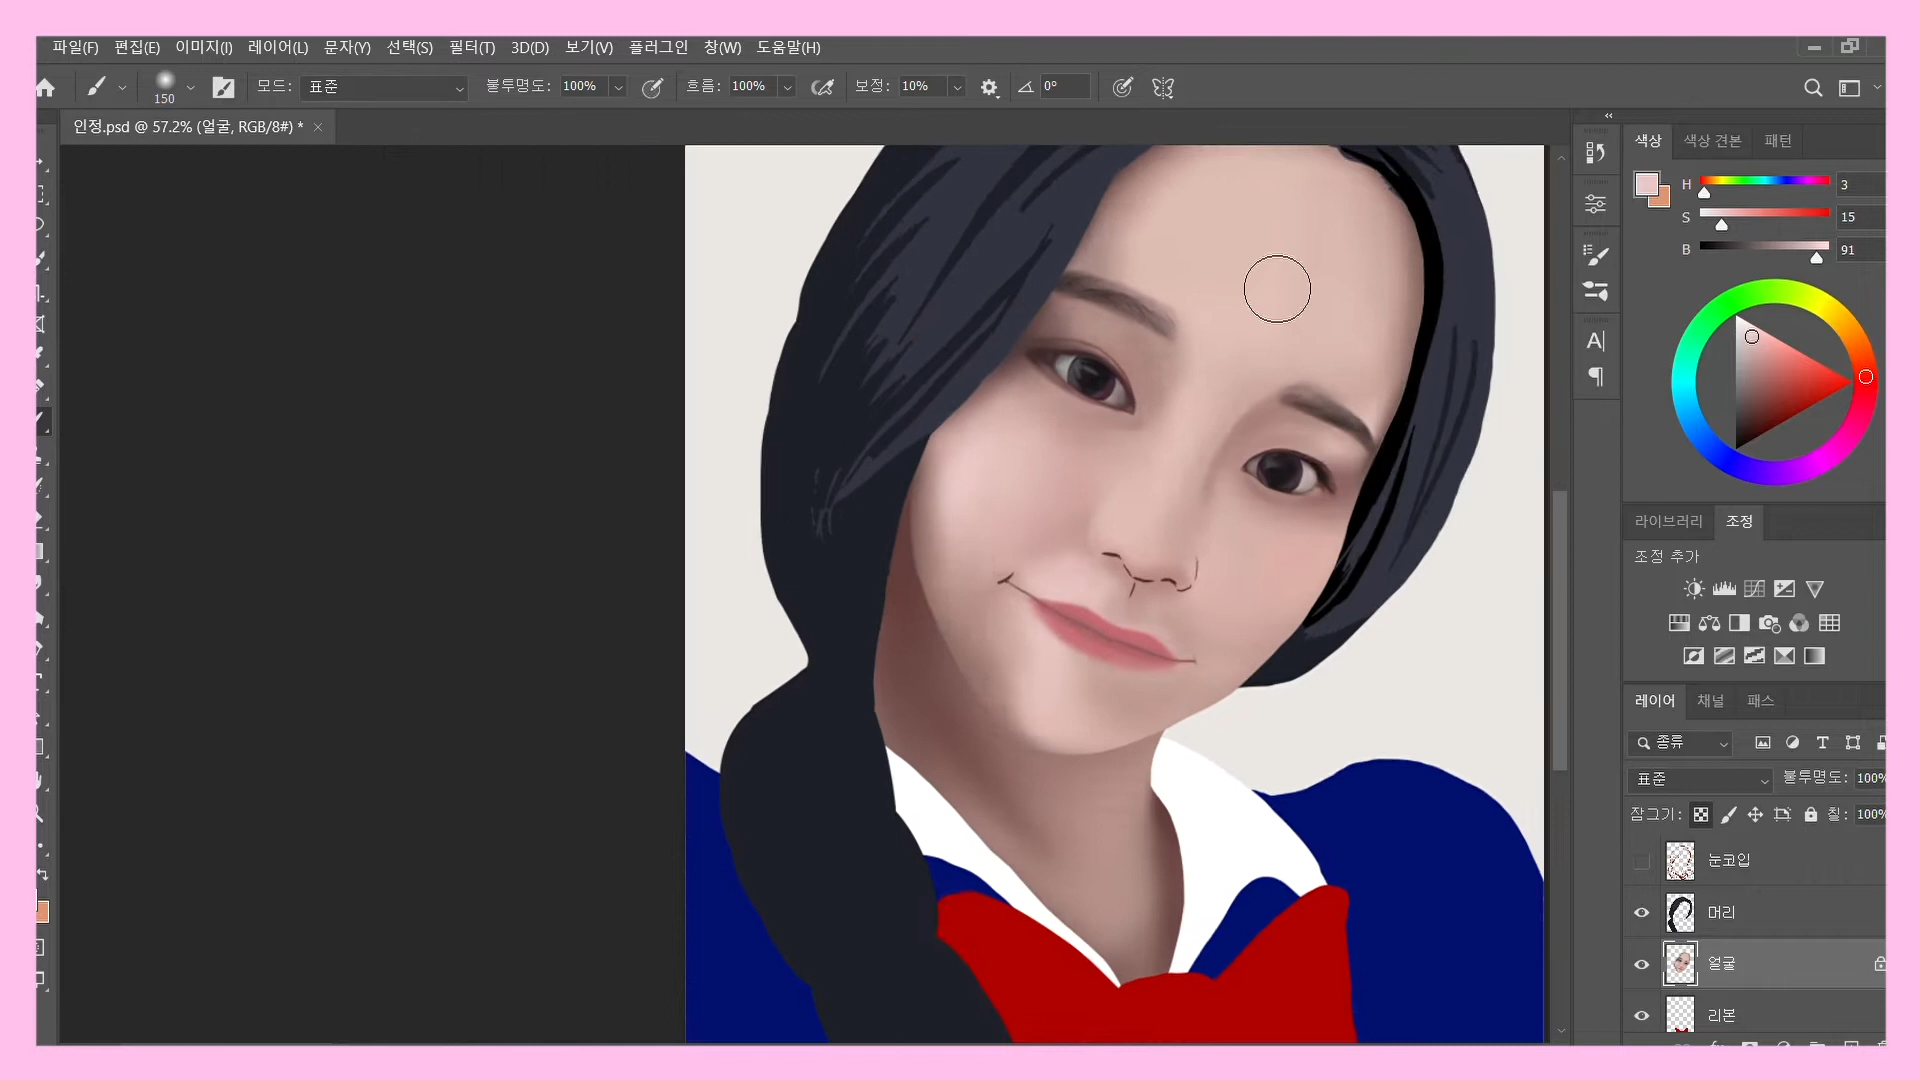 파일(F) 편집(E) 이미지(I) 레이어(L) 문자(Y) 선택(S) 필터(T) 3D(D) 보기(V) 플러그인 창(W) 도움말(H)
150 모드: 표준 불투명도: 100% 흐름: 100% 보정: 10% 0°
인정.psd @ 57.2% (얼굴, RGB/8#) * ×
색상 색상 견본 패턴
H 3
S 15
B 91
라이브러리 조정
조정 추가
레이어 채널 패스
종류
표준 불투명도: 100%
잠그기: 칠: 100%
눈코입
머리
얼굴
리본